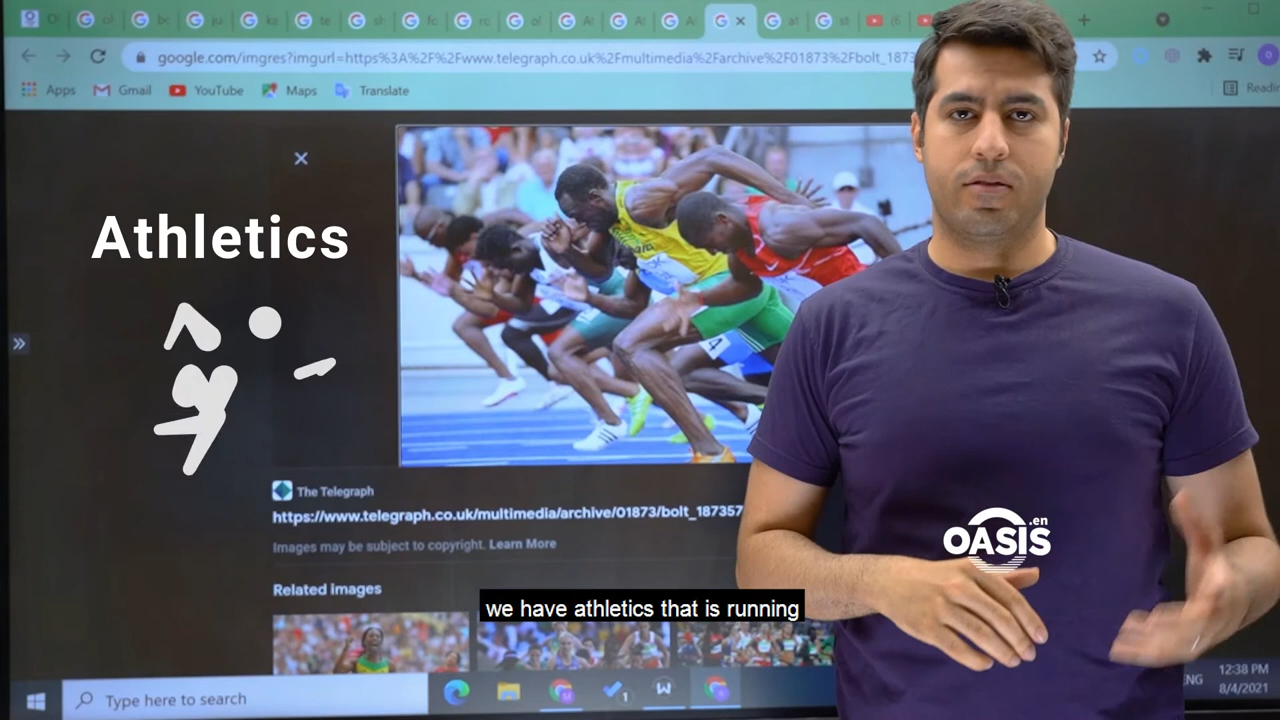 google.com/imgres?imgurl=https%3A%2F%2Fwww.telegraph.co.uk%2Fmultimedia%2Farchive%2F01873%2Fbolt_1873
Apps Gmail YouTube Maps Translate
Athletics
4
The Telegraph
https://www.telegraph.co.uk/multimedia/archive/01873/bolt_187357
Images may be subject to copyright. Learn More
.en
OASIS
Related images
we have athletics that is running
Type here to search
1
12:38 PM
8/4/2021